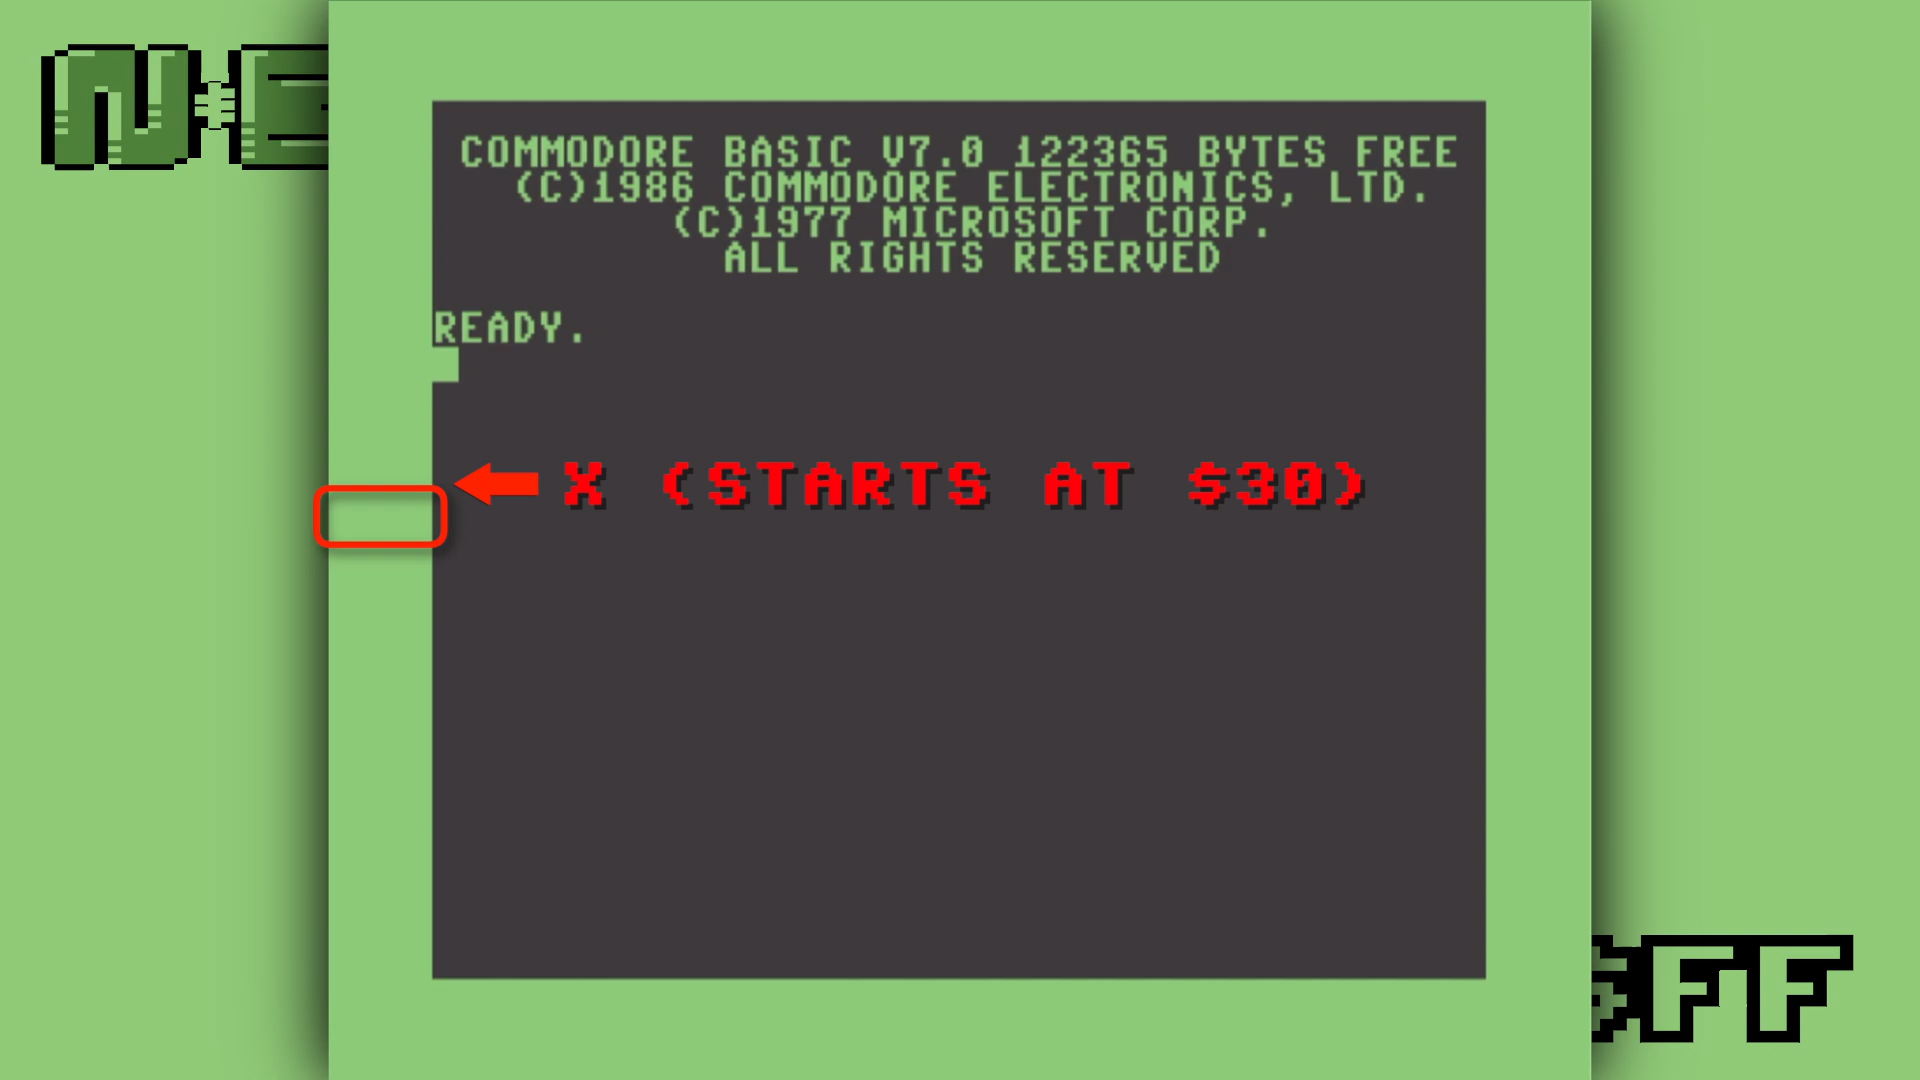 COMMODORE BASIC V7.0 122365 BYTES FREE
(C)1986 COMMODORE ELECTRONICS, LTD.
(C)1977 MICROSOFT CORP.
ALL RIGHTS RESERVED
READY.
X (STARTS AT $30)
FF